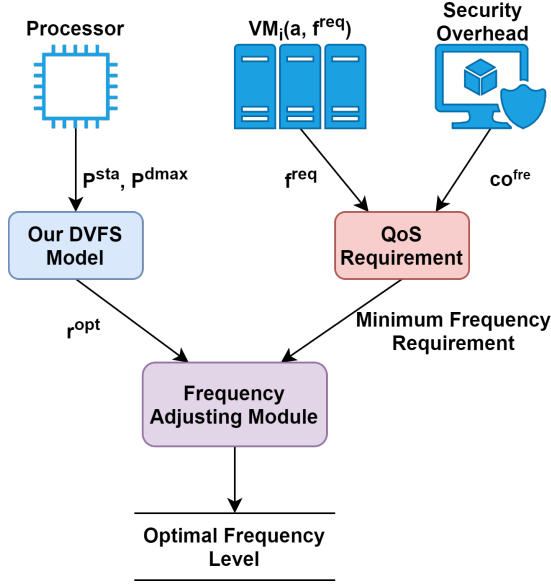 Processor
VMᵢ(a, fʳᵉq)
Security
Overhead
Pˢᵗᵃ, Pᵈᵐᵃˣ
fʳᵉq
coᶠʳᵉ
Our DVFS
Model
QoS
Requirement
rᵒᵖᵗ
Minimum Frequency
Requirement
Frequency
Adjusting Module
Optimal Frequency
Level